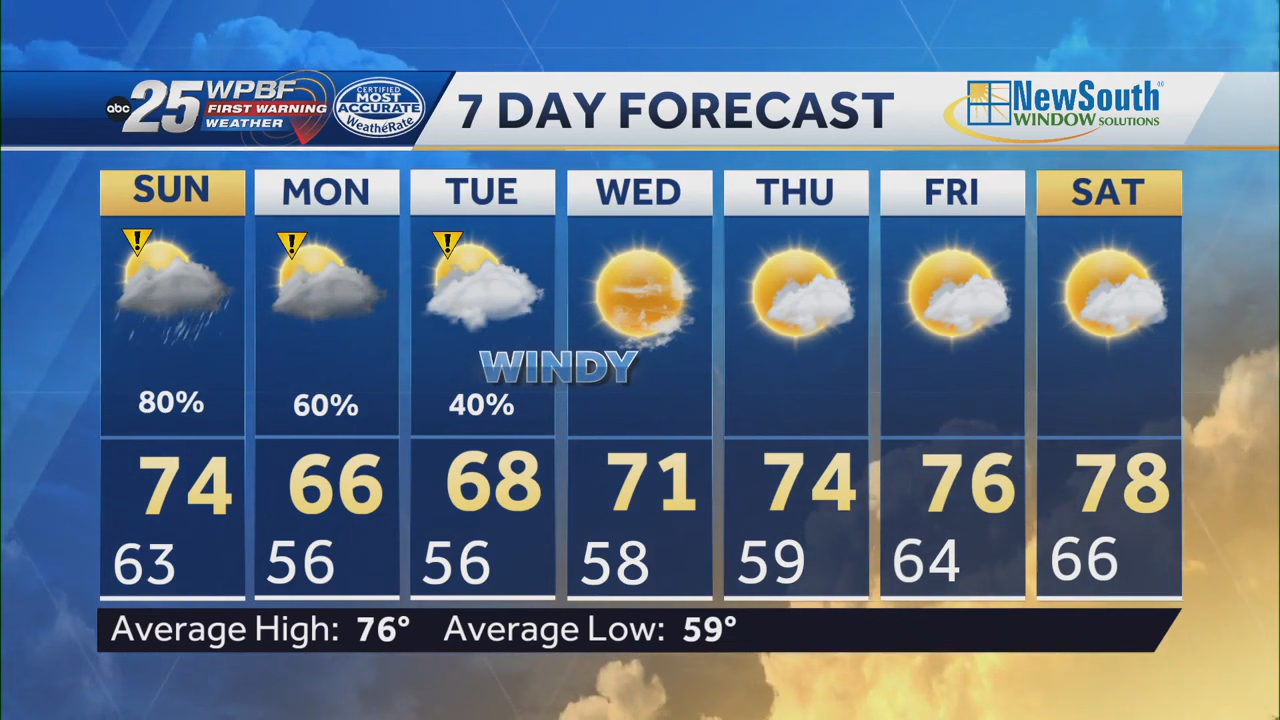 abc 25 WPBF
FIRST WARNING
WEATHER
CERTIFIED
MOST
ACCURATE
WeatheRate
7 DAY FORECAST
NewSouth
WINDOW SOLUTIONS
SUN MON TUE WED THU FRI SAT
! ! !
WINDY
80% 60% 40%
74 66 68 71 74 76 78
63 56 56 58 59 64 66
Average High: 76° Average Low: 59°